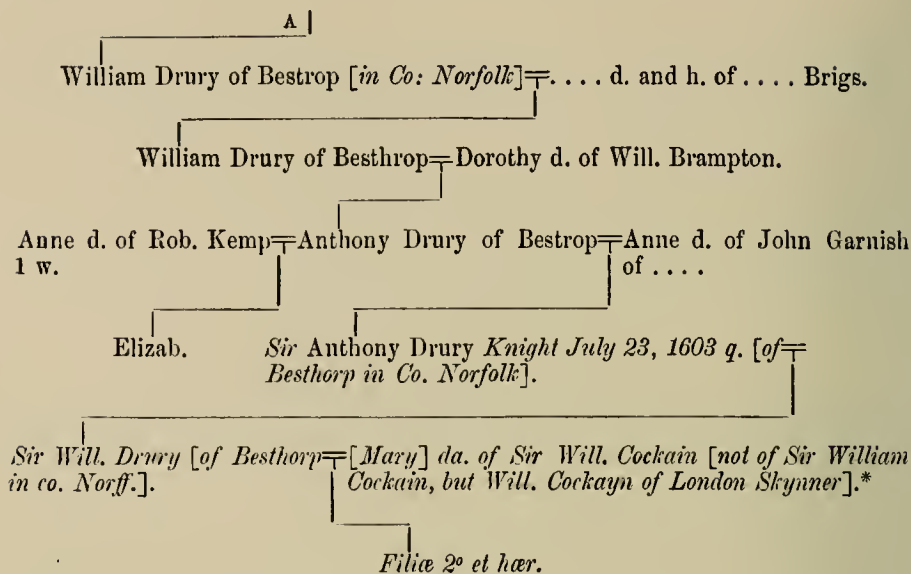 A
William Drury of Bestrop [in Co: Norfolk]=. . . . d. and h. of . . . . Brigs.
William Drury of Besthrop=Dorothy d. of Will. Brampton.
Anne d. of Rob. Kemp=Anthony Drury of Bestrop=Anne d. of John Garnish
1 w. of . . . .
Elizab. Sir Anthony Drury Knight July 23, 1603 q. [of=
Besthorp in Co. Norfolk].
Sir Will. Drury [of Besthorp=[Mary] da. of Sir Will. Cockain [not of Sir William
in co. Norff.]. Cockain, but Will. Cockayn of London Skynner].*
Filiæ 2º et hær.